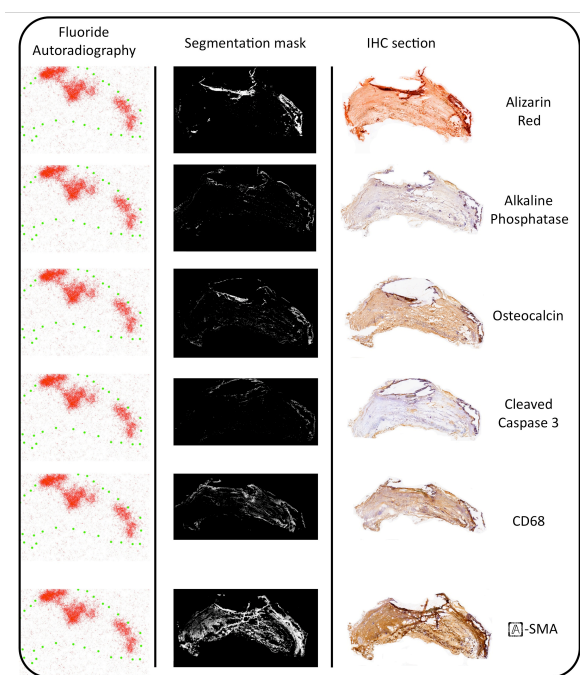 Fluoride
Autoradiography
Segmentation mask
IHC section
Alizarin
Red
Alkaline
Phosphatase
Osteocalcin
Cleaved
Caspase 3
CD68
𝔸-SMA